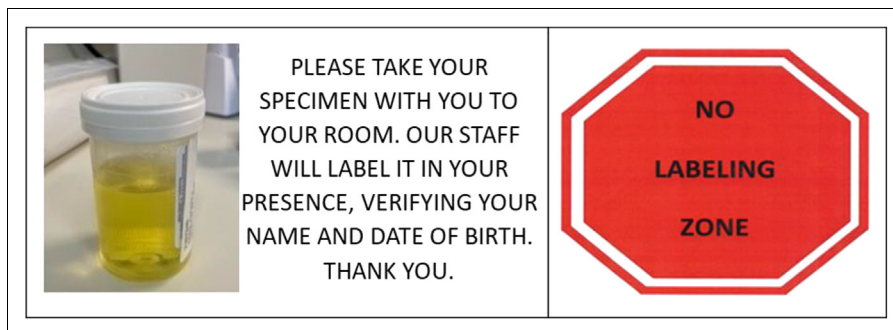 PLEASE TAKE YOUR
SPECIMEN WITH YOU TO
YOUR ROOM. OUR STAFF
WILL LABEL IT IN YOUR
PRESENCE, VERIFYING YOUR
NAME AND DATE OF BIRTH.
THANK YOU.
NO
LABELING
ZONE